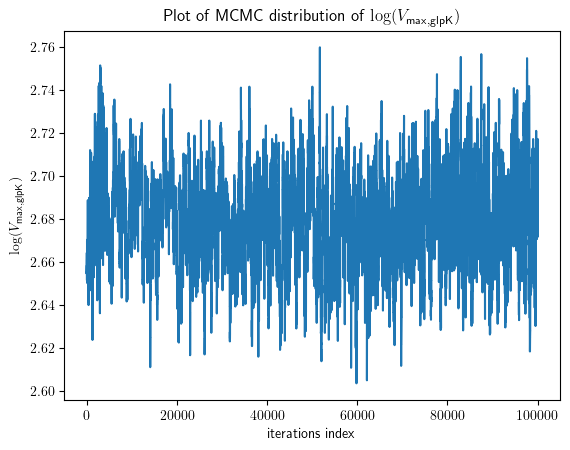 Plot of MCMC distribution of log(V_max,glpK)
log(V_max,glpK)
2.76
2.74
2.72
2.70
2.68
2.66
2.64
2.62
2.60
0 20000 40000 60000 80000 100000
iterations index